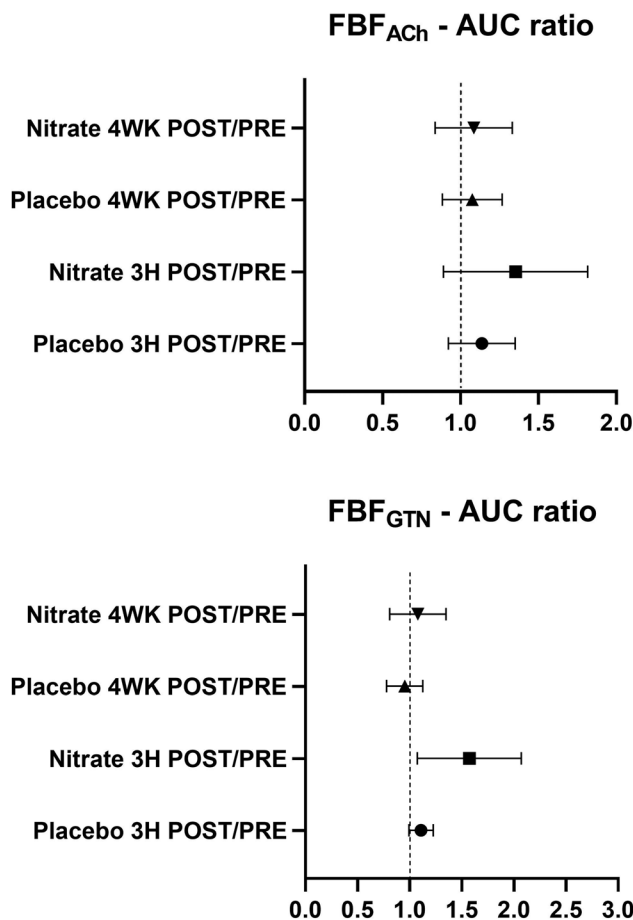 FBFACh - AUC ratio
Nitrate 4WK POST/PRE
Placebo 4WK POST/PRE
Nitrate 3H POST/PRE
Placebo 3H POST/PRE
0.0 0.5 1.0 1.5 2.0
FBFGTN - AUC ratio
Nitrate 4WK POST/PRE
Placebo 4WK POST/PRE
Nitrate 3H POST/PRE
Placebo 3H POST/PRE
0.0 0.5 1.0 1.5 2.0 2.5 3.0